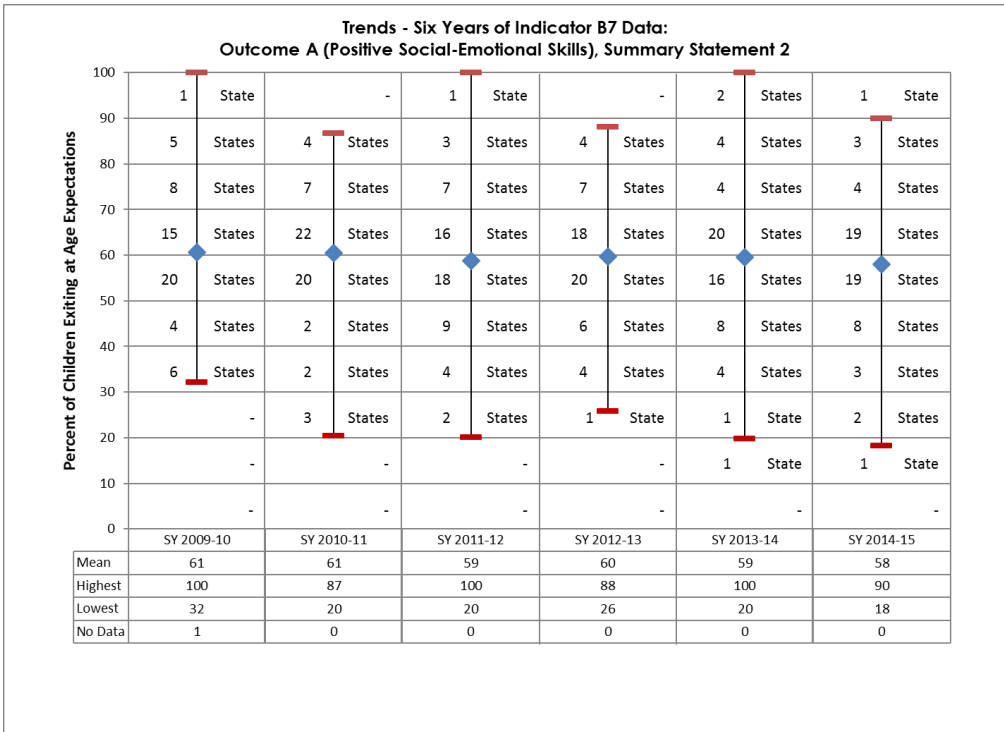 Trends - Six Years of Indicator B7 Data:
Outcome A (Positive Social-Emotional Skills), Summary Statement 2
Percent of Children Exiting at Age Expectations
100
1 State - 1 State - 2 States 1 State
90
5 States 4 States 3 States 4 States 4 States 3 States
80
8 States 7 States 7 States 7 States 4 States 4 States
70
15 States 22 States 16 States 18 States 20 States 19 States
60
20 States 20 States 18 States 20 States 16 States 19 States
50
4 States 2 States 9 States 6 States 8 States 8 States
40
6 States 2 States 4 States 4 States 4 States 3 States
30
- 3 States 2 States 1 State 1 State 2 States
20
- - - - 1 State 1 State
10
- - - - - -
0
SY 2009-10 SY 2010-11 SY 2011-12 SY 2012-13 SY 2013-14 SY 2014-15
Mean 61 61 59 60 59 58
Highest 100 87 100 88 100 90
Lowest 32 20 20 26 20 18
No Data 1 0 0 0 0 0